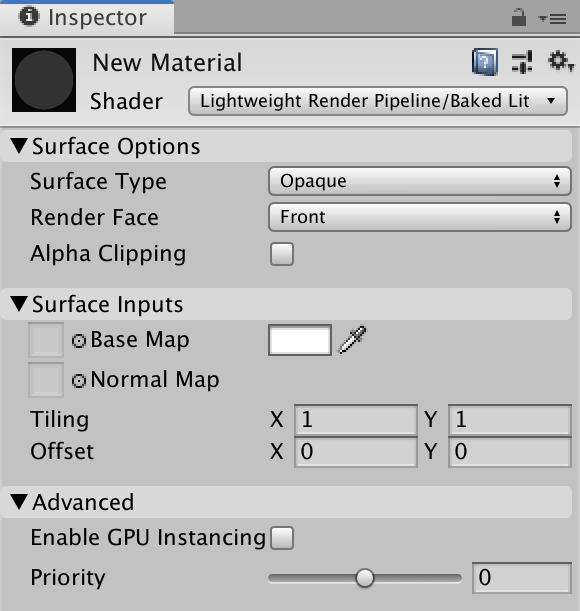 Inspector
New Material
Shader Lightweight Render Pipeline/Baked Lit
Surface Options
Surface Type Opaque
Render Face Front
Alpha Clipping
Surface Inputs
Base Map
Normal Map
Tiling X 1 Y 1
Offset X 0 Y 0
Advanced
Enable GPU Instancing
Priority 0